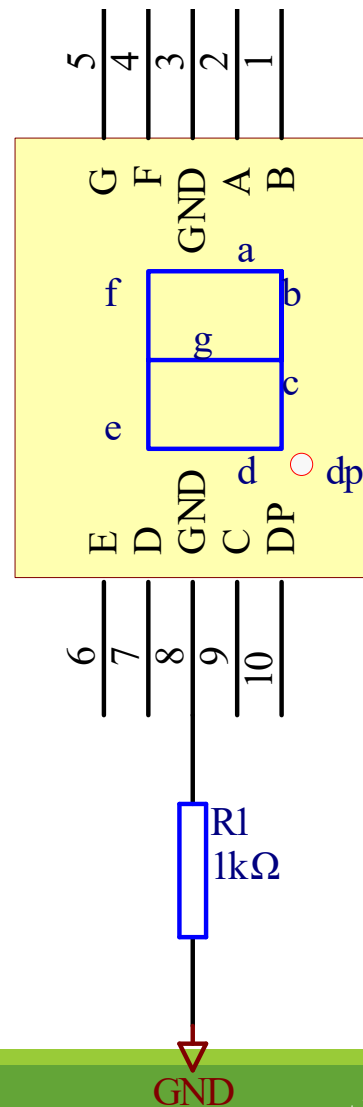 5 4 3 2 1
G F GND A B
a
f b
g
c
e
d dp
E D GND C DP
6 7 8 9 10
R1
1kΩ
GND